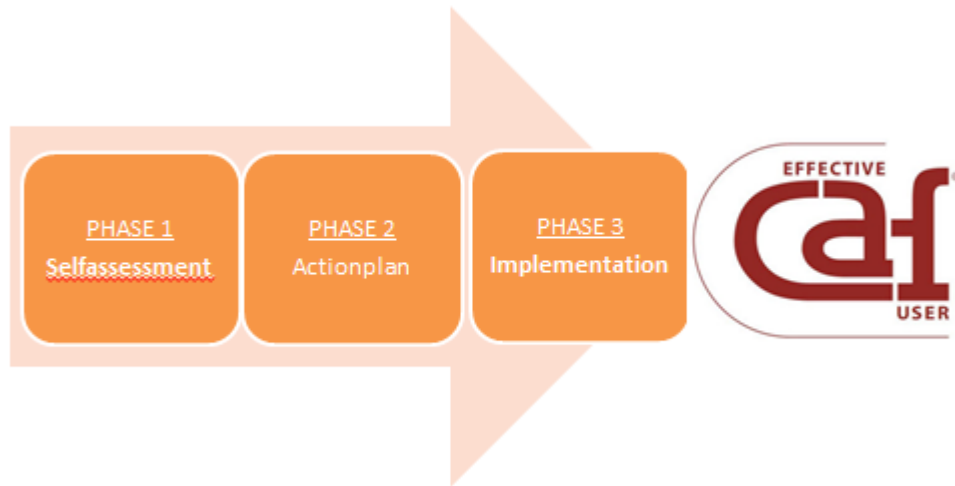 PHASE 1
Selfassessment
PHASE 2
Actionplan
PHASE 3
Implementation
EFFECTIVE
caf
USER